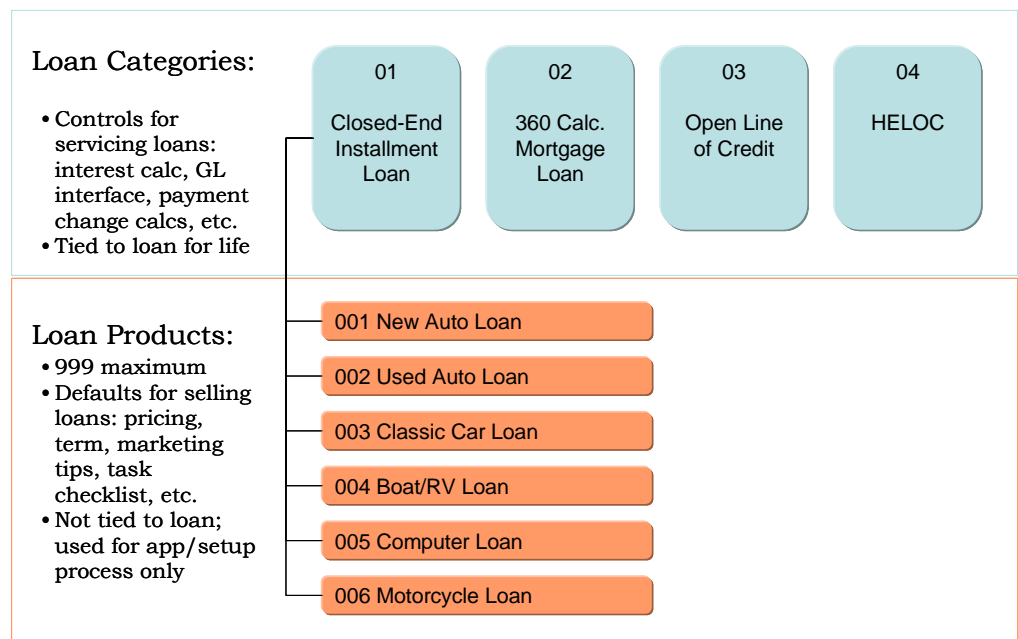 Loan Categories:
• Controls for
servicing loans:
interest calc, GL
interface, payment
change calcs, etc.
• Tied to loan for life
01
Closed-End
Installment
Loan
02
360 Calc.
Mortgage
Loan
03
Open Line
of Credit
04
HELOC
Loan Products:
• 999 maximum
• Defaults for selling
loans: pricing,
term, marketing
tips, task
checklist, etc.
• Not tied to loan;
used for app/setup
process only
001 New Auto Loan
002 Used Auto Loan
003 Classic Car Loan
004 Boat/RV Loan
005 Computer Loan
006 Motorcycle Loan